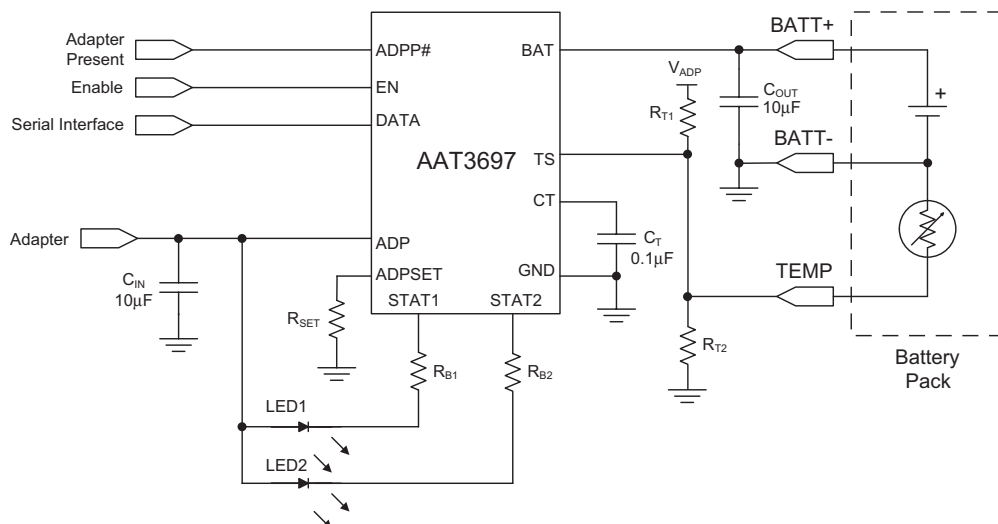 Adapter
Present
ADPP#
BAT
BATT+
Enable
EN
V_ADP
C_OUT
10μF
+
Serial Interface
DATA
R_T1
AAT3697
TS
BATT-
CT
C_T
0.1μF
Adapter
ADP
C_IN
10μF
ADPSET
GND
TEMP
STAT1
STAT2
R_SET
R_B1
R_B2
R_T2
Battery
Pack
LED1
LED2